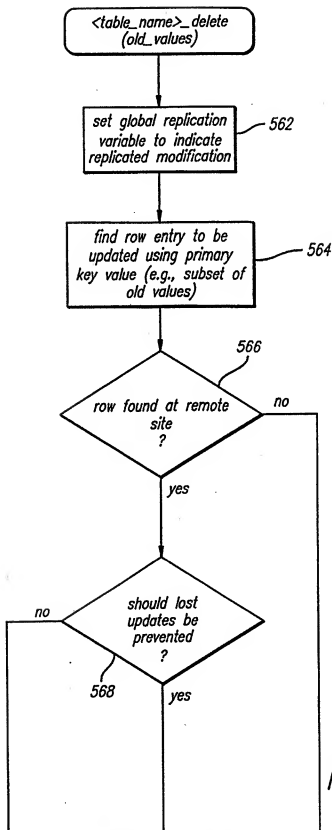 <table_name>_delete
(old_values)
set global replication
variable to indicate
replicated modification
562
find row entry to be
updated using primary
key value (e.g., subset of
old values)
564
566
row found at remote
site
?
no
yes
no
should lost
updates be
prevented
?
568
yes